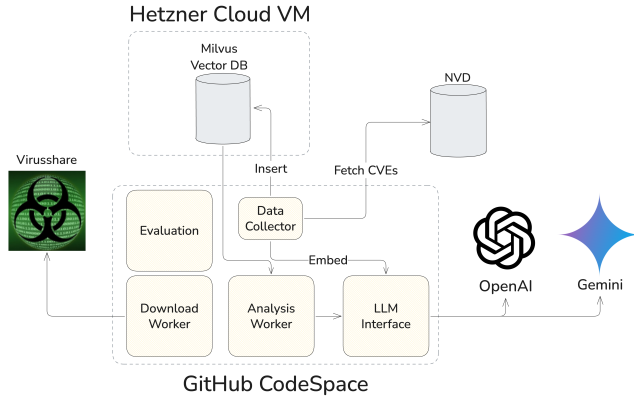 Hetzner Cloud VM
Milvus
Vector DB
NVD
Virusshare
Insert
Fetch CVEs
Evaluation
Data
Collector
Embed
OpenAI
Gemini
Download
Worker
Analysis
Worker
LLM
Interface
GitHub CodeSpace